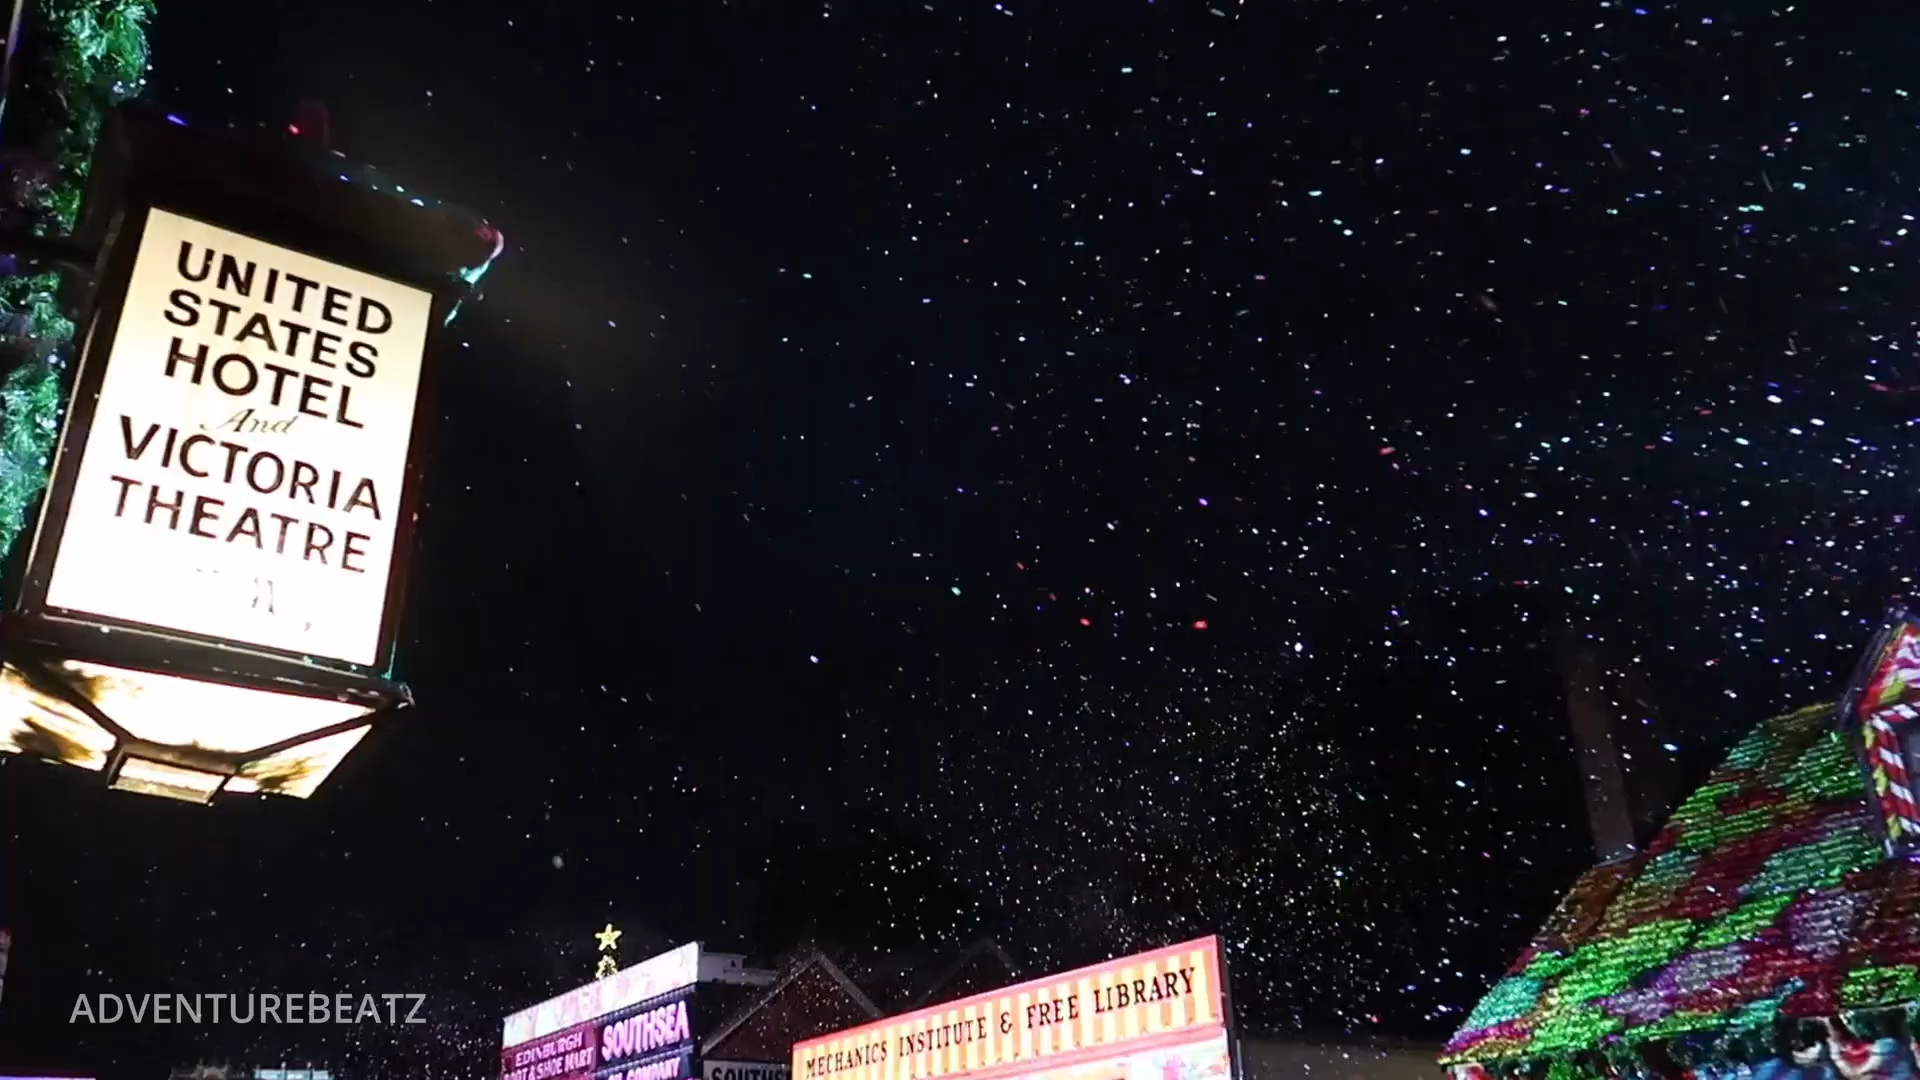 UNITED
STATES
HOTEL
And
VICTORIA
THEATRE
EDINBURGH
SOUTHSEA
MECHANICS INSTITUTE & FREE LIBRARY
ADVENTUREBEATZ